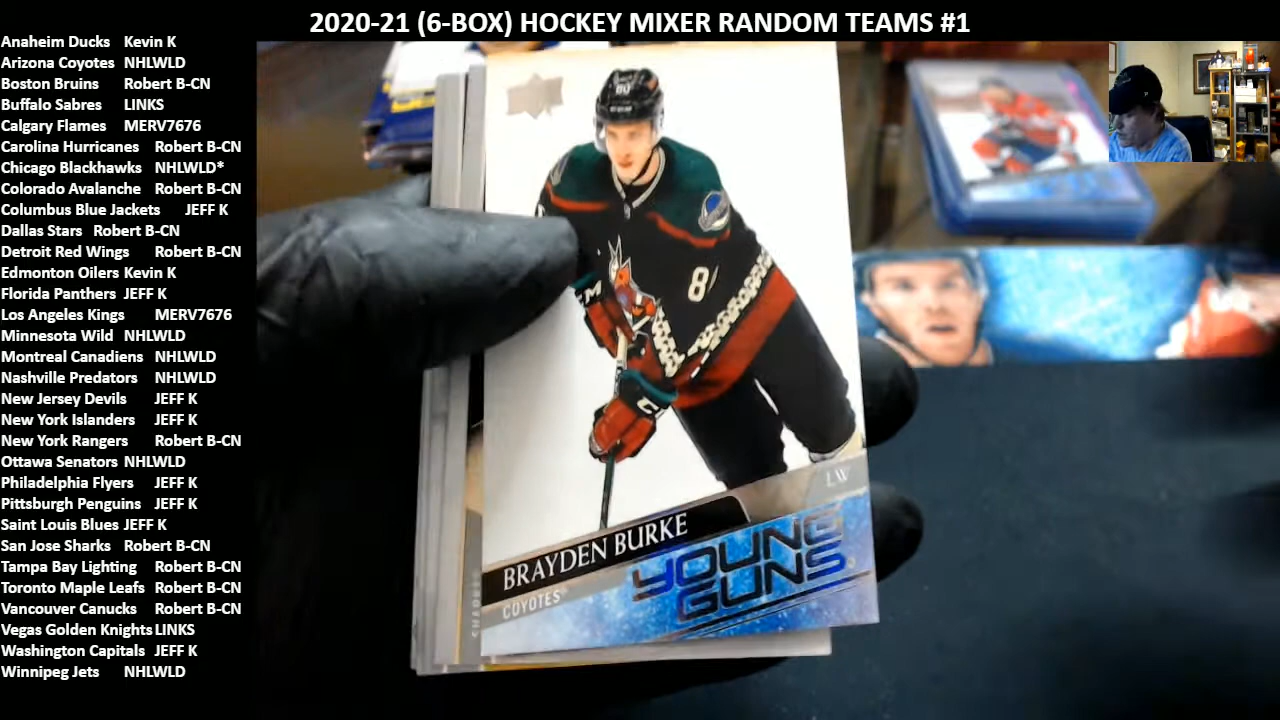 2020-21 (6-BOX) HOCKEY MIXER RANDOM TEAMS #1
Anaheim Ducks Kevin K
Arizona Coyotes NHLWLD
Boston Bruins Robert B-CN
Buffalo Sabres LINKS
Calgary Flames MERV7676
Carolina Hurricanes Robert B-CN
Chicago Blackhawks NHLWLD*
Colorado Avalanche Robert B-CN
Columbus Blue Jackets JEFF K
Dallas Stars Robert B-CN
Detroit Red Wings Robert B-CN
Edmonton Oilers Kevin K
Florida Panthers JEFF K
Los Angeles Kings MERV7676
Minnesota Wild NHLWLD
Montreal Canadiens NHLWLD
Nashville Predators NHLWLD
New Jersey Devils JEFF K
New York Islanders JEFF K
New York Rangers Robert B-CN
Ottawa Senators NHLWLD
Philadelphia Flyers JEFF K
Pittsburgh Penguins JEFF K
Saint Louis Blues JEFF K
San Jose Sharks Robert B-CN
Tampa Bay Lighting Robert B-CN
Toronto Maple Leafs Robert B-CN
Vancouver Canucks Robert B-CN
Vegas Golden Knights LINKS
Washington Capitals JEFF K
Winnipeg Jets NHLWLD
80
8
LW
BRAYDEN BURKE
COYOTES
YOUNG
GUNS